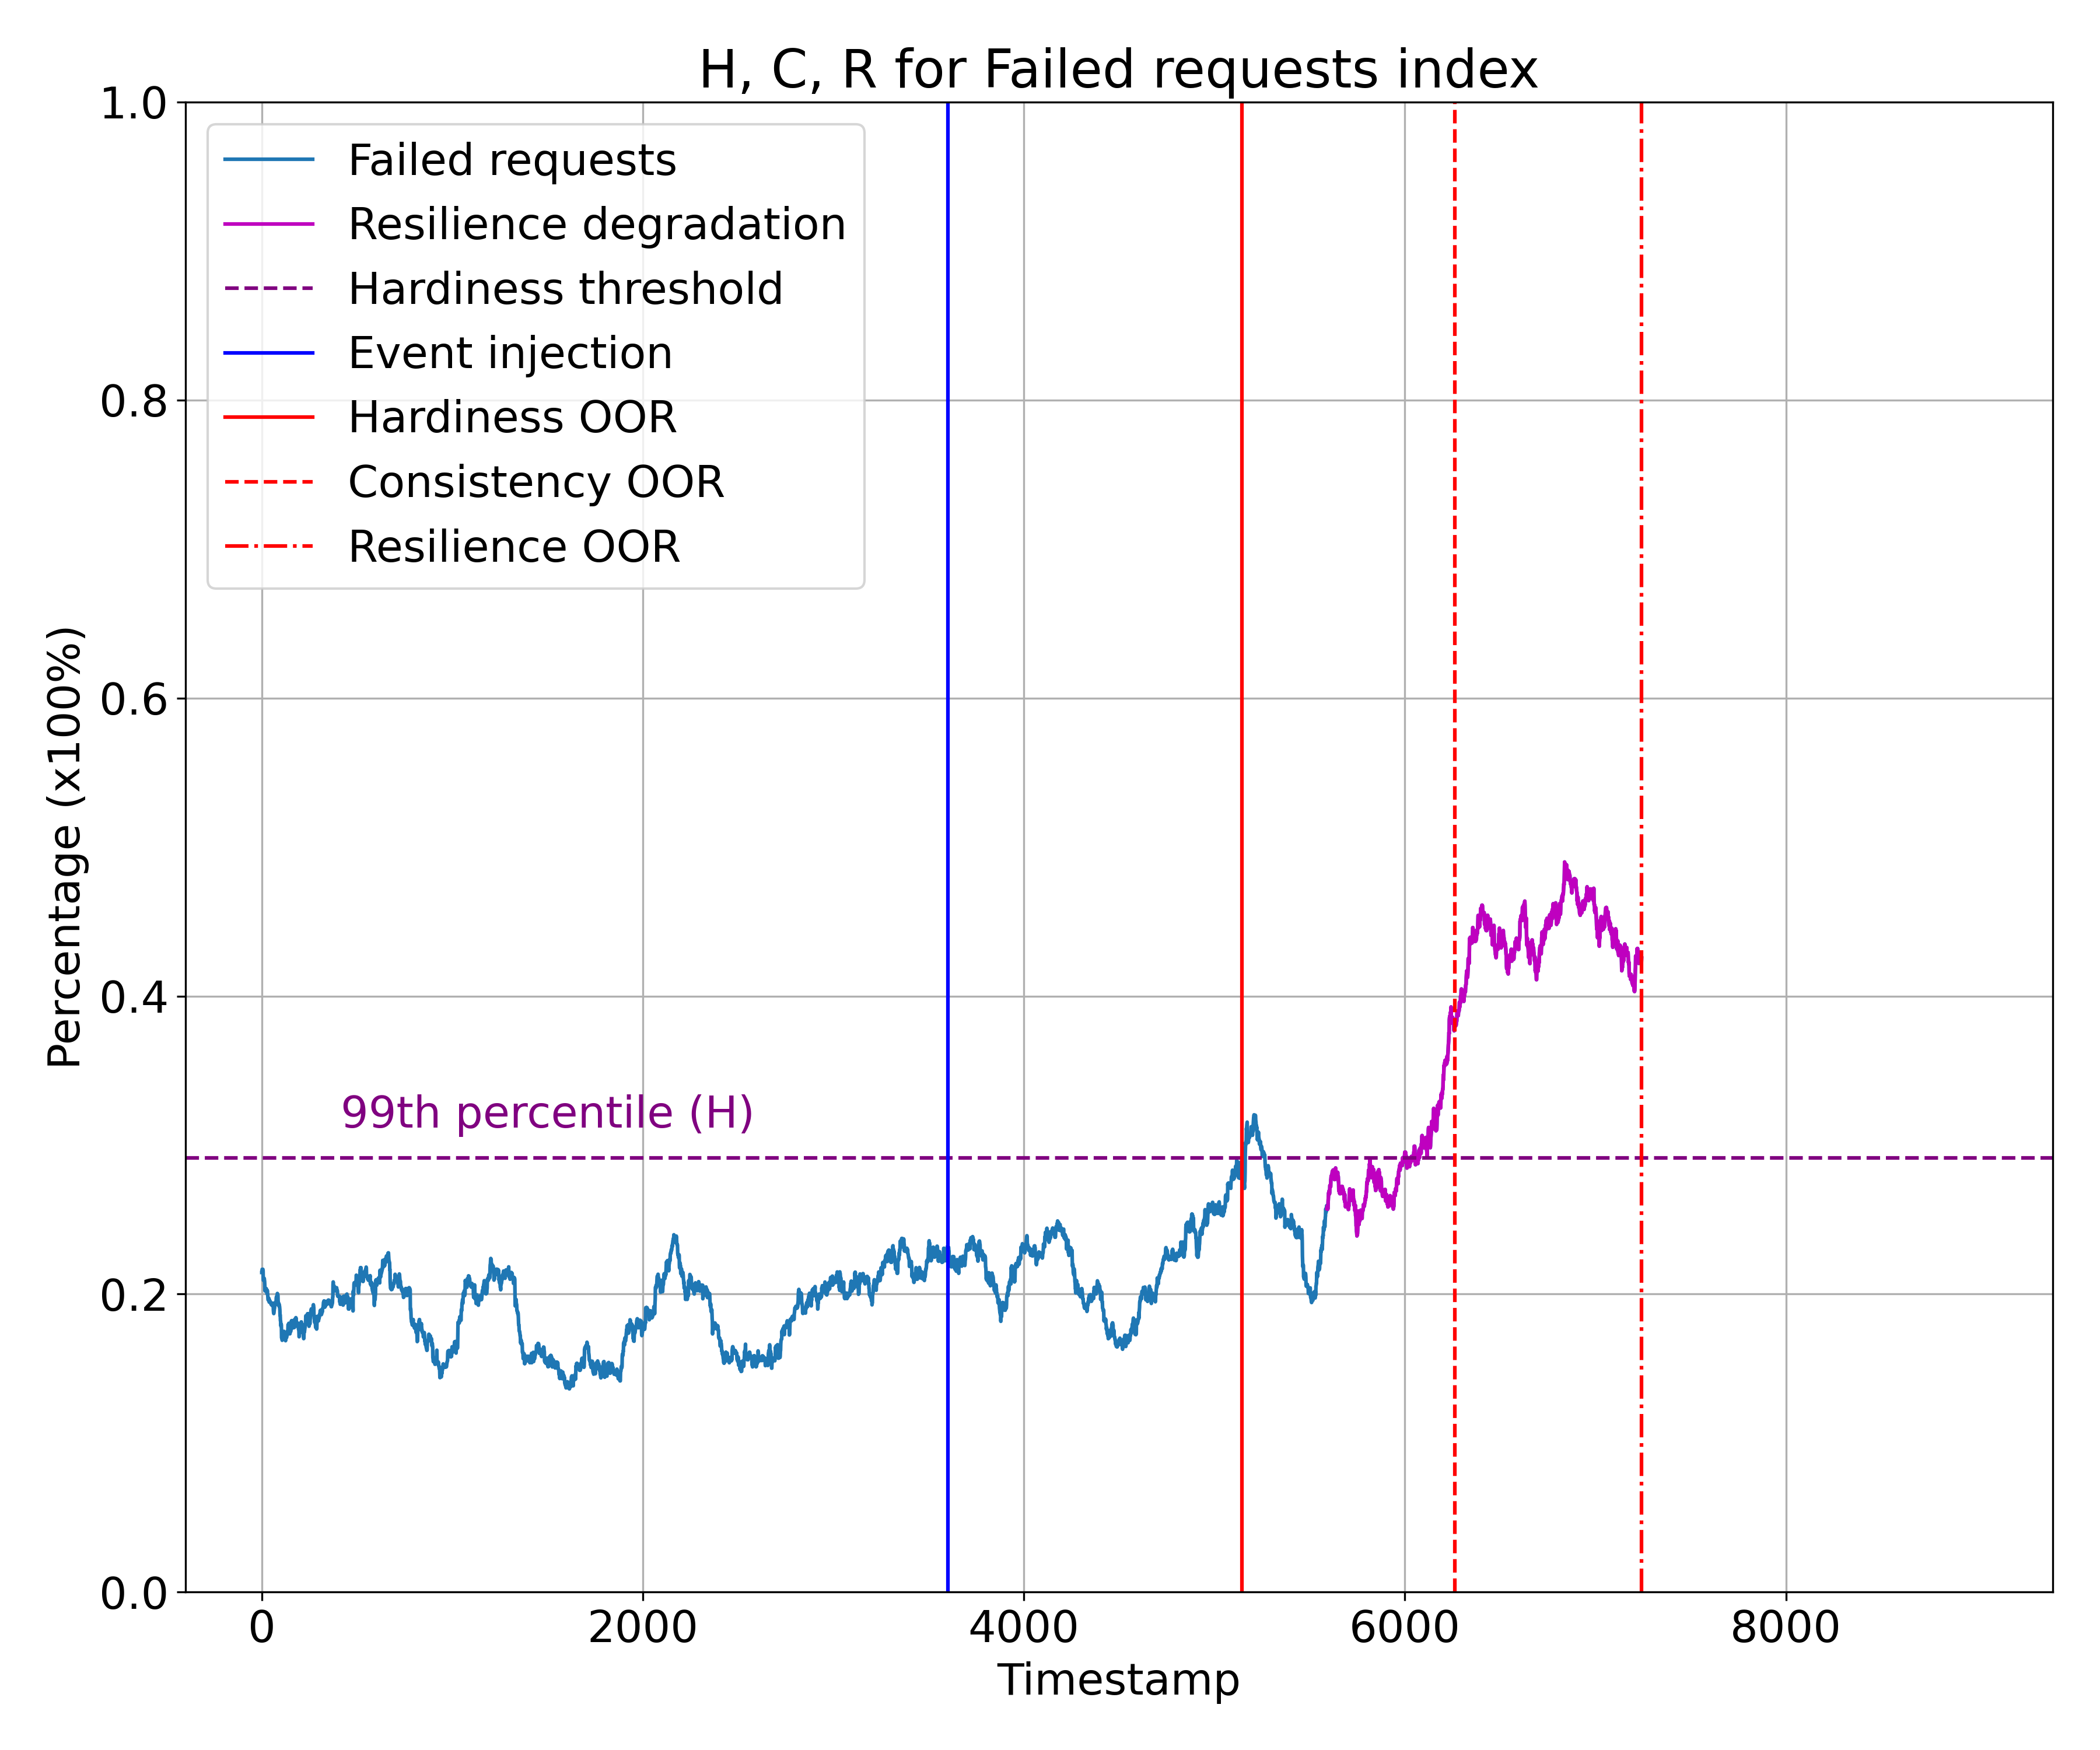 H, C, R for Failed requests index
1.0
0.8
0.6
0.4
0.2
0.0
Percentage (x100%)
Failed requests
Resilience degradation
Hardiness threshold
Event injection
Hardiness OOR
Consistency OOR
Resilience OOR
99th percentile (H)
0 2000 4000 6000 8000
Timestamp